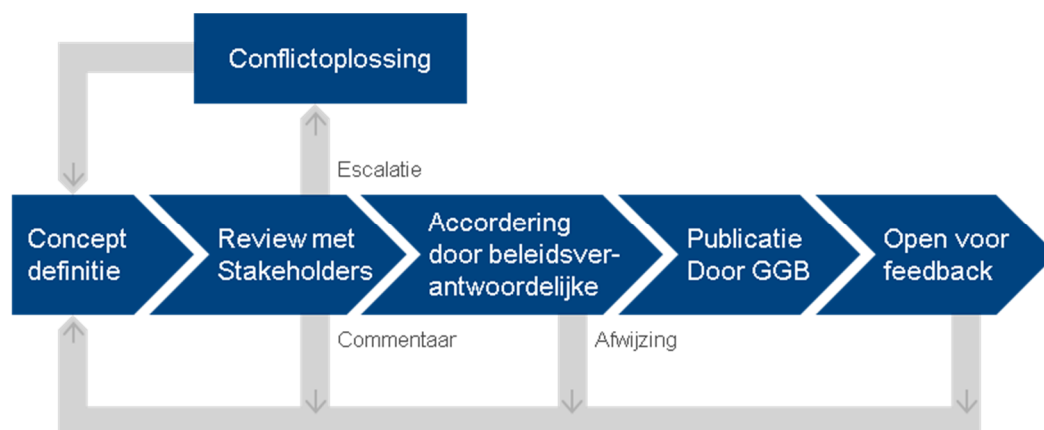 Conflictoplossing
Escalatie
Concept
definitie
Review met
Stakeholders
Accordering
door beleidsver-
antwoordelijke
Publicatie
Door GGB
Open voor
feedback
Commentaar
Afwijzing